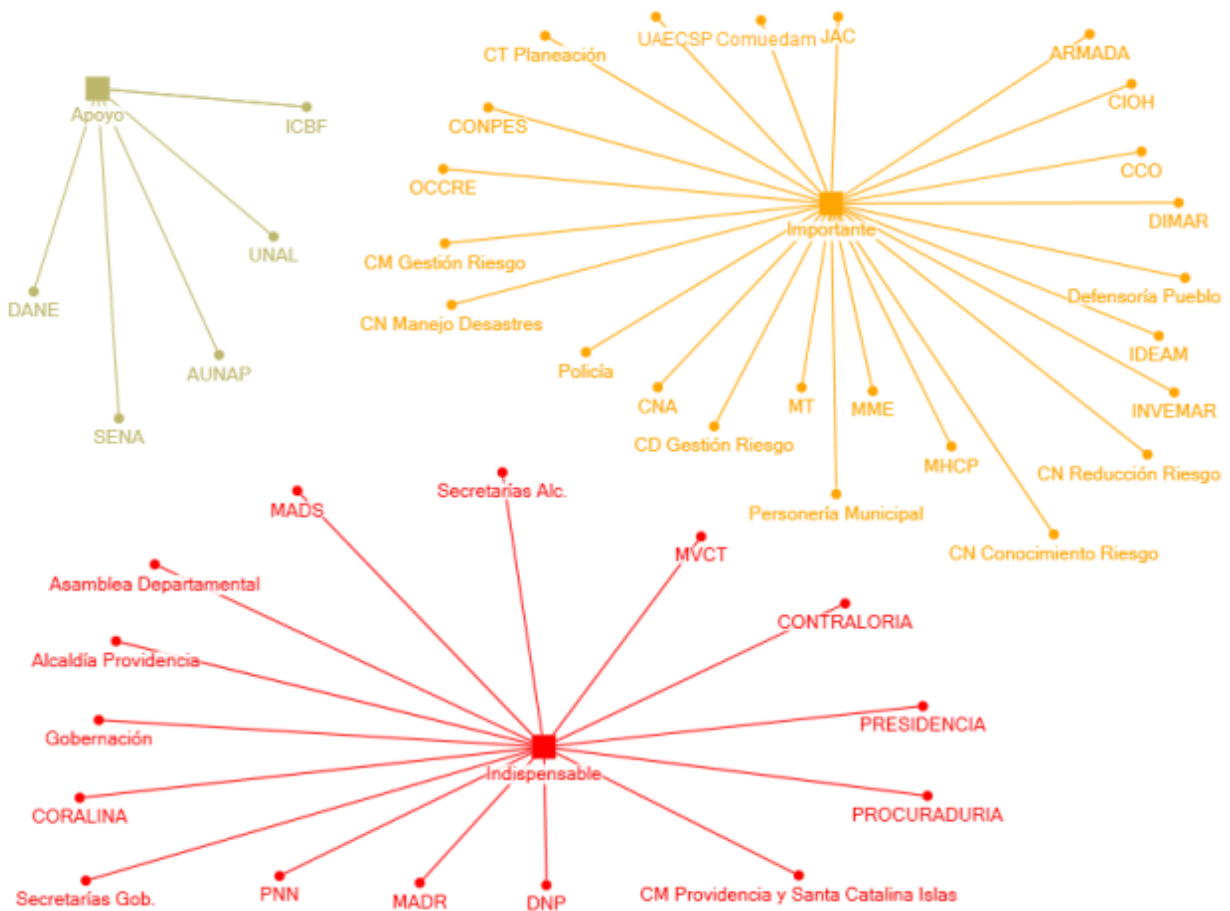 UAECSP
Comuedam
JAC
CT Planeación
ARMADA
Apoyo
ICBF
CONPES
CIOH
OCCRE
CCO
UNAL
Importante
DIMAR
CM Gestión Riesgo
DANE
CN Manejo Desastres
Defensoría Pueblo
AUNAP
Policía
IDEAM
SENA
CNA
MT
MME
INVEMAR
CD Gestión Riesgo
MHCP
CN Reducción Riesgo
Personería Municipal
CN Conocimiento Riesgo
Secretarías Alc.
MADS
MVCT
Asamblea Departamental
CONTRALORIA
Alcaldía Providencia
Gobernación
PRESIDENCIA
Indispensable
CORALINA
PROCURADURIA
Secretarías Gob.
PNN
MADR
DNP
CM Providencia y Santa Catalina Islas